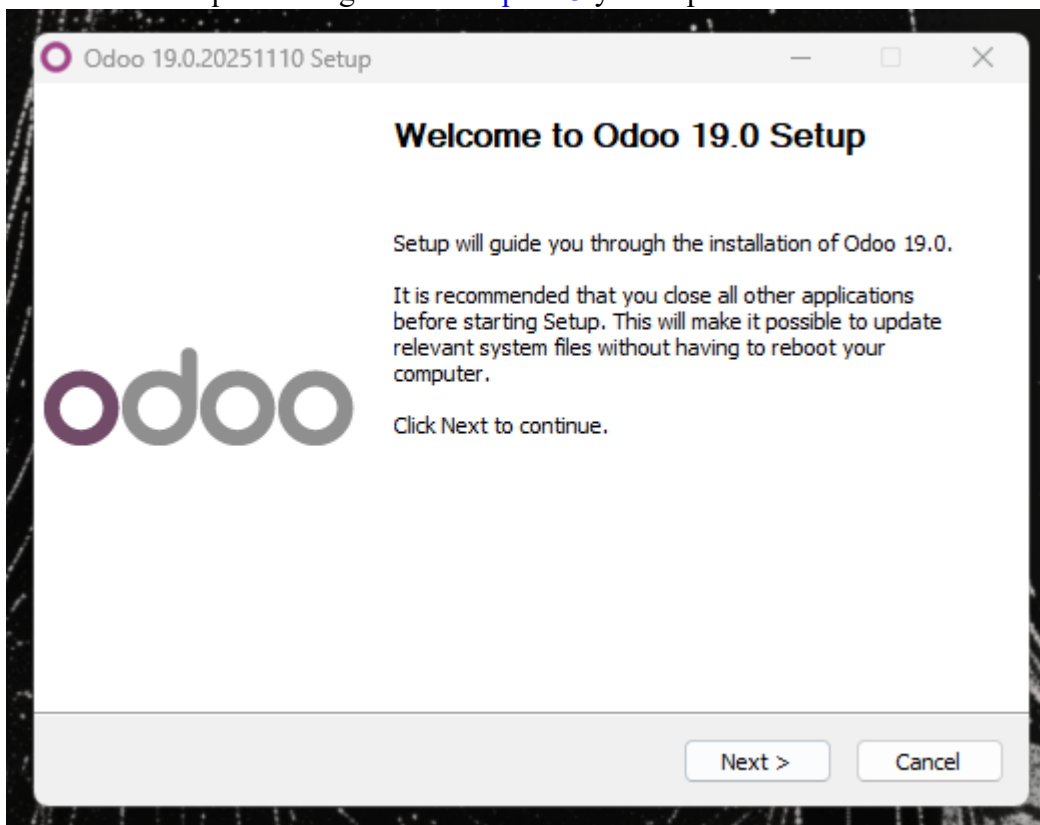 Odoo 19.0.20251110 Setup
Welcome to Odoo 19.0 Setup
Setup will guide you through the installation of Odoo 19.0.
It is recommended that you close all other applications
before starting Setup. This will make it possible to update
relevant system files without having to reboot your
computer.
odoo
Click Next to continue.
Next >
Cancel